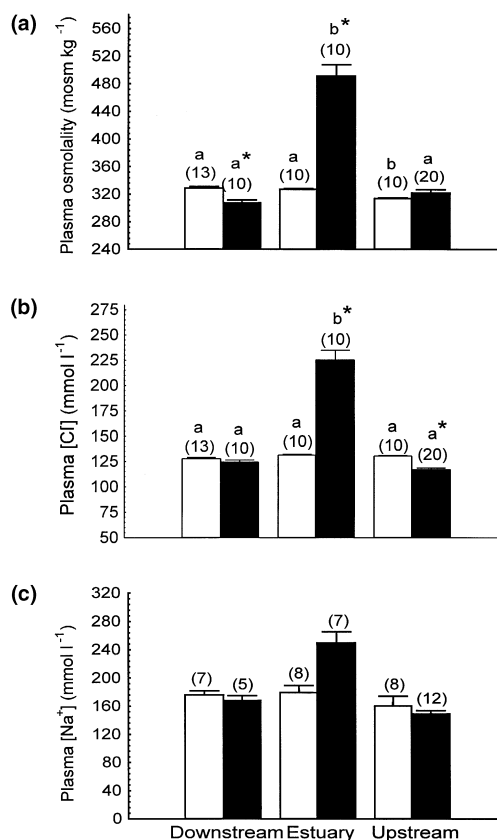 (a)
Plasma osmolality (mosm kg⁻¹)
560
520
480
440
400
360
320
280
240
a
(13)
a*
(10)
a
(10)
b*
(10)
b
(10)
a
(20)
(b)
Plasma [Cl⁻] (mmol l⁻¹)
275
250
225
200
175
150
125
100
75
50
a
(13)
a
(10)
a
(10)
b*
(10)
a
(10)
a*
(20)
(c)
Plasma [Na⁺] (mmol l⁻¹)
320
280
240
200
160
120
80
40
0
(7)
(5)
(8)
(7)
(8)
(12)
Downstream Estuary Upstream